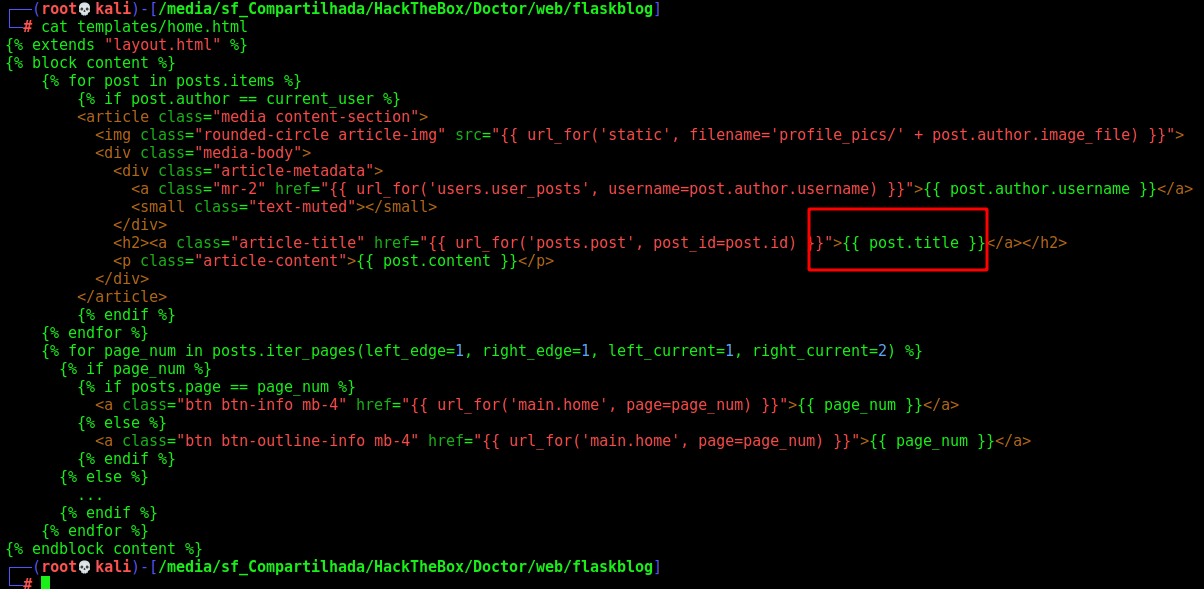 ┌──(root💀kali)-[/media/sf_Compartilhada/HackTheBox/Doctor/web/flaskblog]
└─# cat templates/home.html
{% extends "layout.html" %}
{% block content %}
    {% for post in posts.items %}
        {% if post.author == current_user %}
        <article class="media content-section">
          <img class="rounded-circle article-img" src="{{ url_for('static', filename='profile_pics/' + post.author.image_file) }}">
          <div class="media-body">
            <div class="article-metadata">
              <a class="mr-2" href="{{ url_for('users.user_posts', username=post.author.username) }}">{{ post.author.username }}</a>
              <small class="text-muted"></small>
            </div>
            <h2><a class="article-title" href="{{ url_for('posts.post', post_id=post.id) }}">{{ post.title }}</a></h2>
            <p class="article-content">{{ post.content }}</p>
          </div>
        </article>
        {% endif %}
    {% endfor %}
    {% for page_num in posts.iter_pages(left_edge=1, right_edge=1, left_current=1, right_current=2) %}
      {% if page_num %}
        {% if posts.page == page_num %}
          <a class="btn btn-info mb-4" href="{{ url_for('main.home', page=page_num) }}">{{ page_num }}</a>
        {% else %}
          <a class="btn btn-outline-info mb-4" href="{{ url_for('main.home', page=page_num) }}">{{ page_num }}</a>
        {% endif %}
      {% else %}
        ...
      {% endif %}
    {% endfor %}
{% endblock content %}
┌──(root💀kali)-[/media/sf_Compartilhada/HackTheBox/Doctor/web/flaskblog]
└─#